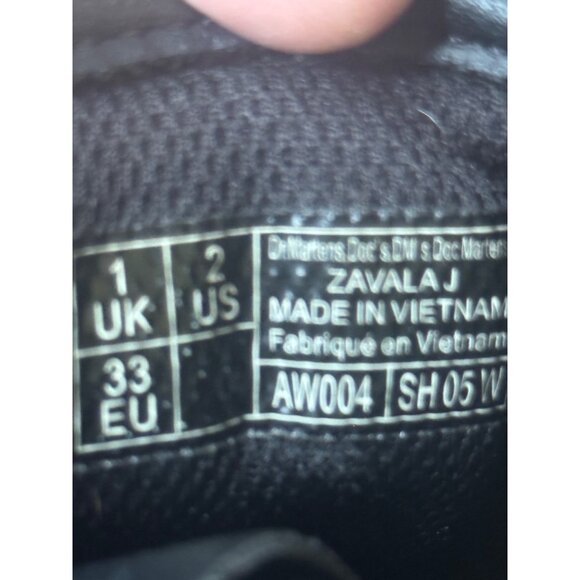 1 UK
2 US
33 EU
Dr.Martens.Doc's.DM's.Doc Martens
ZAVALA J
MADE IN VIETNAM
Fabriqué en Vietnam
AW004
SH 05 W